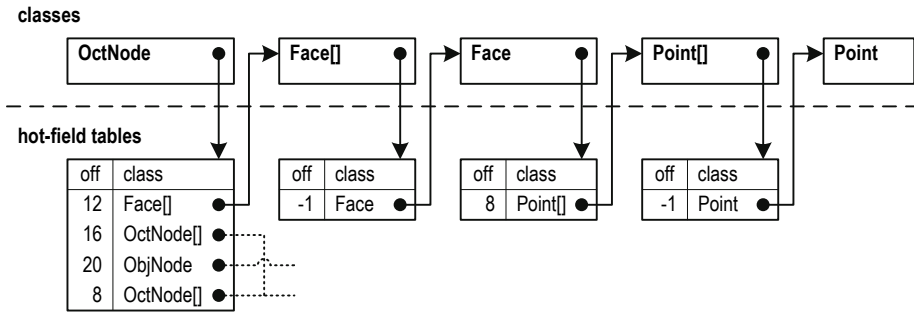 classes
OctNode Face[] Face Point[] Point
hot-field tables
off class off class off class off class
12 Face[] -1 Face 8 Point[] -1 Point
16 OctNode[]
20 ObjNode
8 OctNode[]